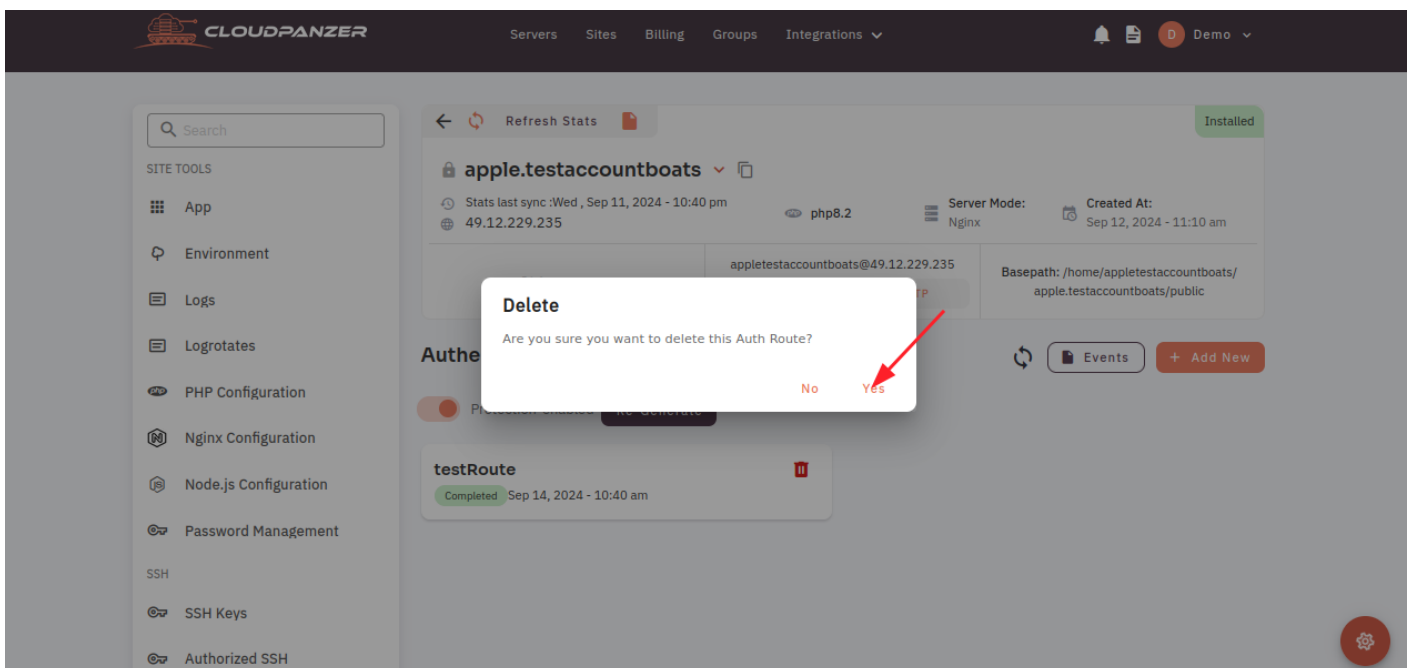 CLOUDPANZER
Servers Sites Billing Groups Integrations
D Demo
Search
SITE TOOLS
App
Environment
Logs
Logrotates
PHP Configuration
Nginx Configuration
Node.js Configuration
Password Management
SSH
SSH Keys
Authorized SSH
Refresh Stats
Installed
apple.testaccountboats
Stats last sync :Wed , Sep 11, 2024 - 10:40 pm
49.12.229.235
php8.2
Server Mode:
Nginx
Created At:
Sep 12, 2024 - 11:10 am
appletestaccountboats@49.12.229.235
Basepath: /home/appletestaccountboats/
apple.testaccountboats/public
Delete
Are you sure you want to delete this Auth Route?
No Yes
Authe
Events
+ Add New
testRoute
Completed Sep 14, 2024 - 10:40 am